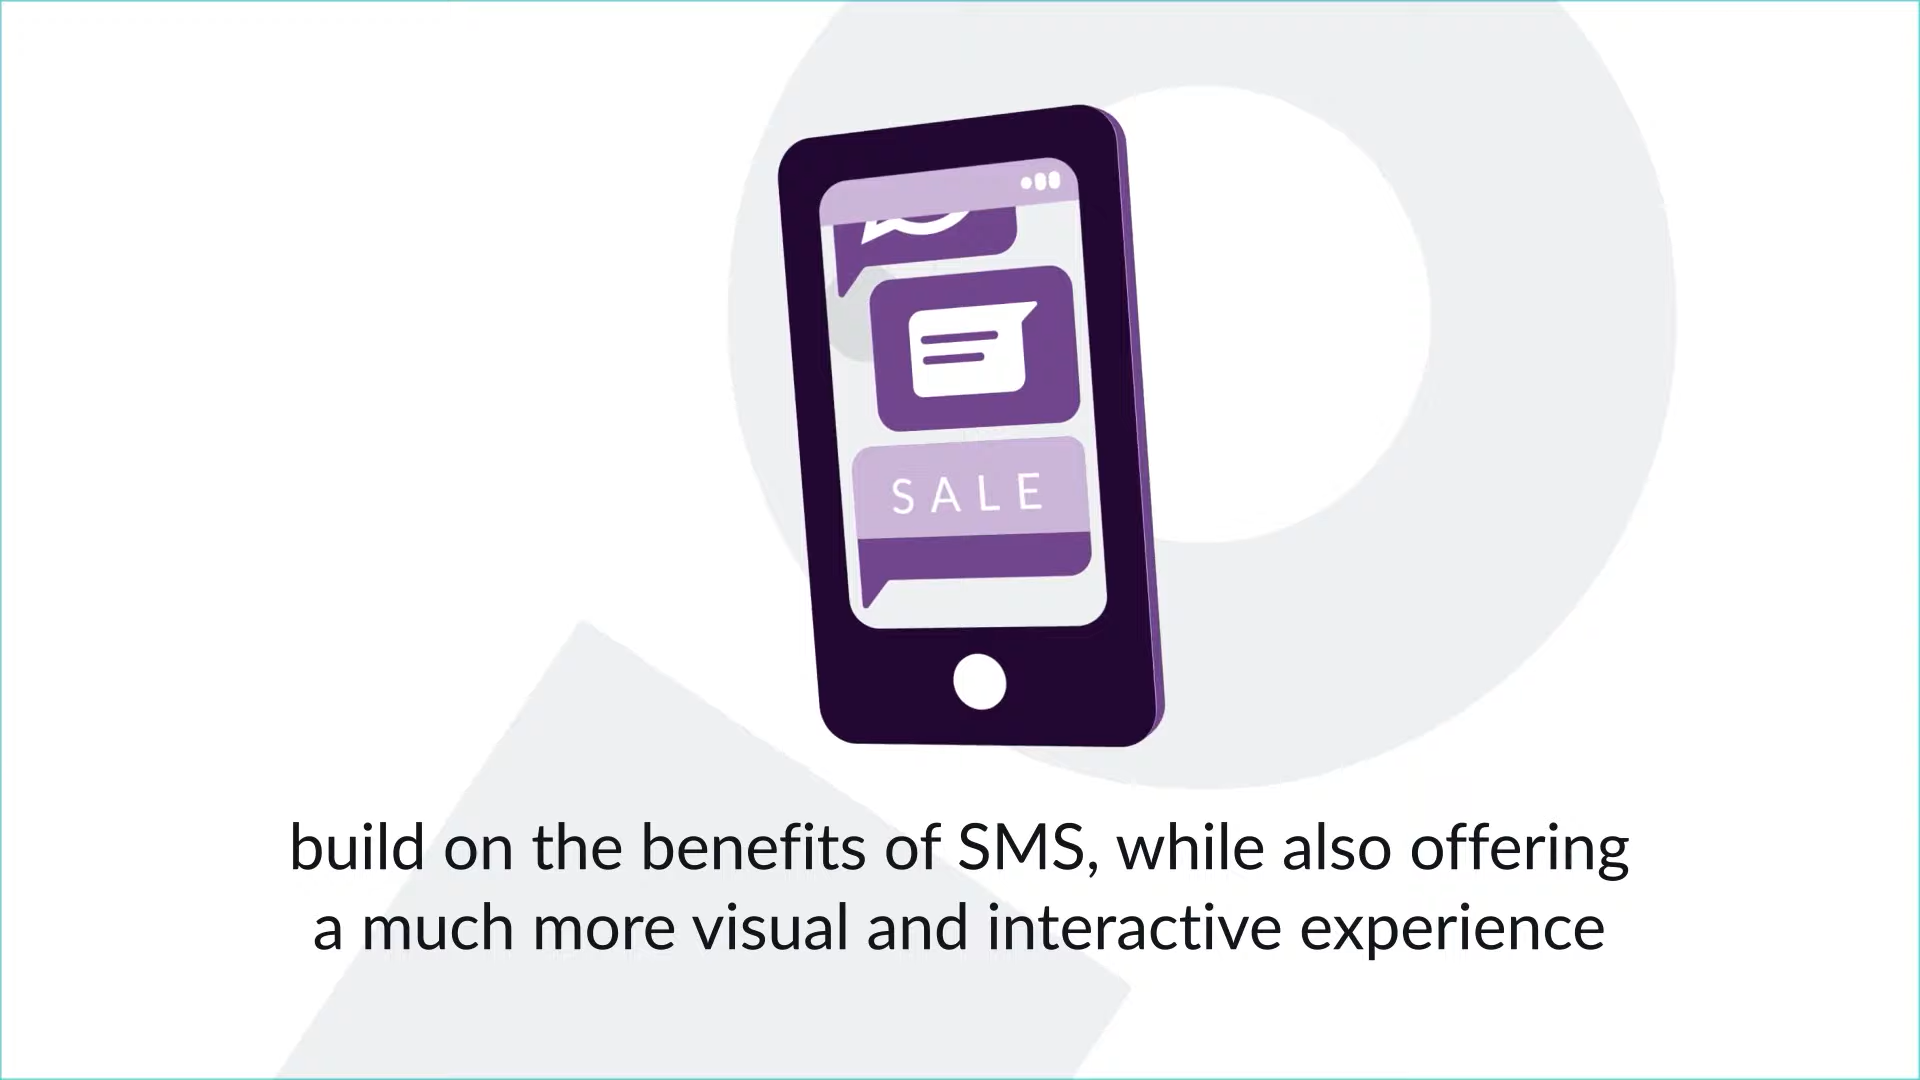 SALE
build on the benefits of SMS, while also offering
a much more visual and interactive experience